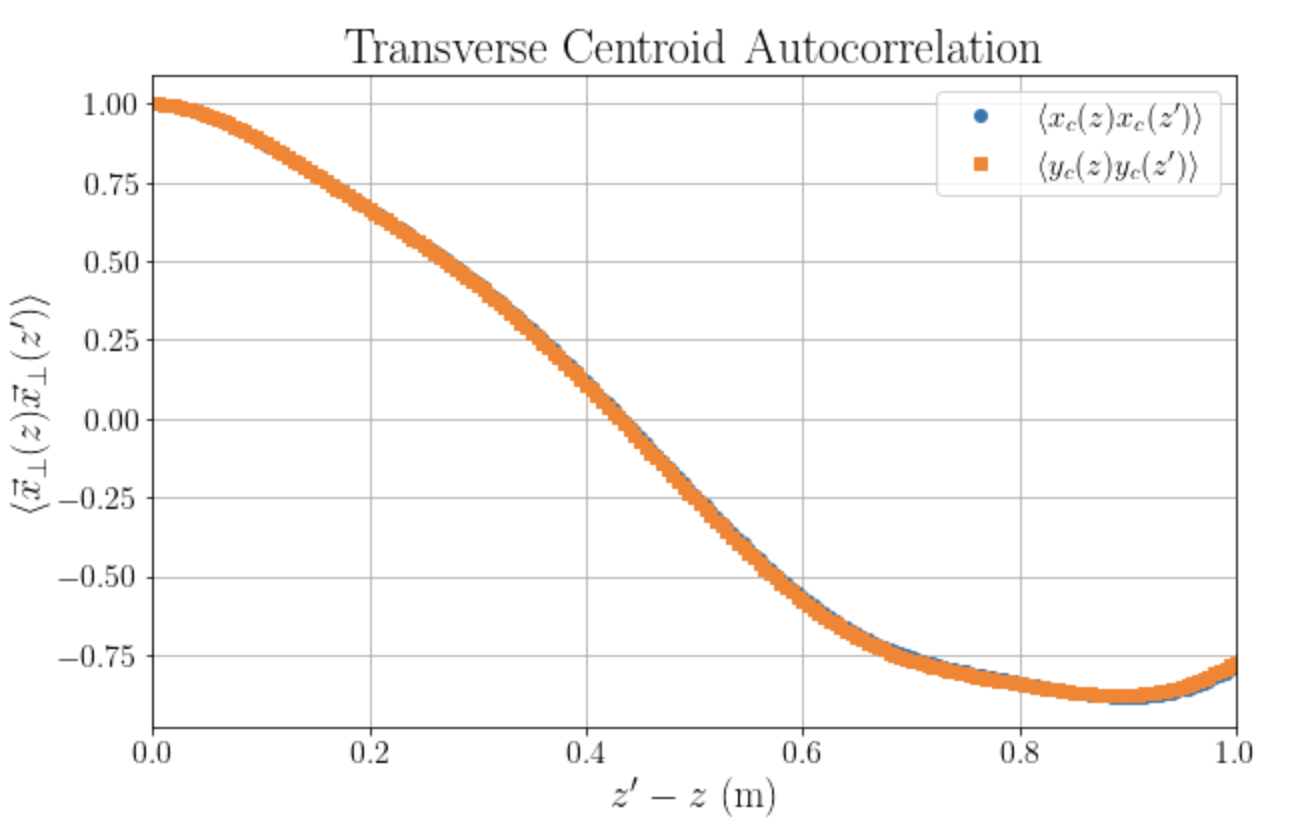 Transverse Centroid Autocorrelation
⟨x_c(z)x_c(z′)⟩
⟨y_c(z)y_c(z′)⟩
⟨x⃗_⊥(z)x⃗_⊥(z′)⟩
1.00
0.75
0.50
0.25
0.00
−0.25
−0.50
−0.75
0.0 0.2 0.4 0.6 0.8 1.0
z′ − z (m)